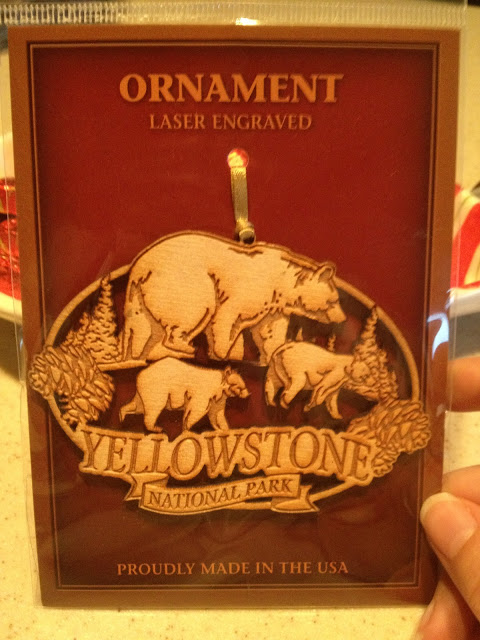 ORNAMENT
LASER ENGRAVED
YELLOWSTONE
NATIONAL PARK
PROUDLY MADE IN THE USA